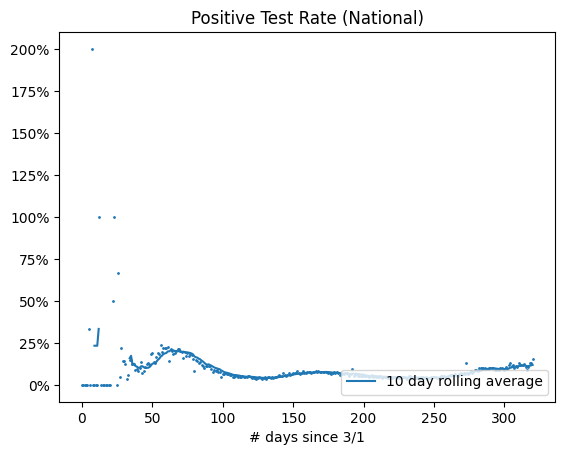 Positive Test Rate (National)
200%
175%
150%
125%
100%
75%
50%
25%
0%
10 day rolling average
0 50 100 150 200 250 300
# days since 3/1